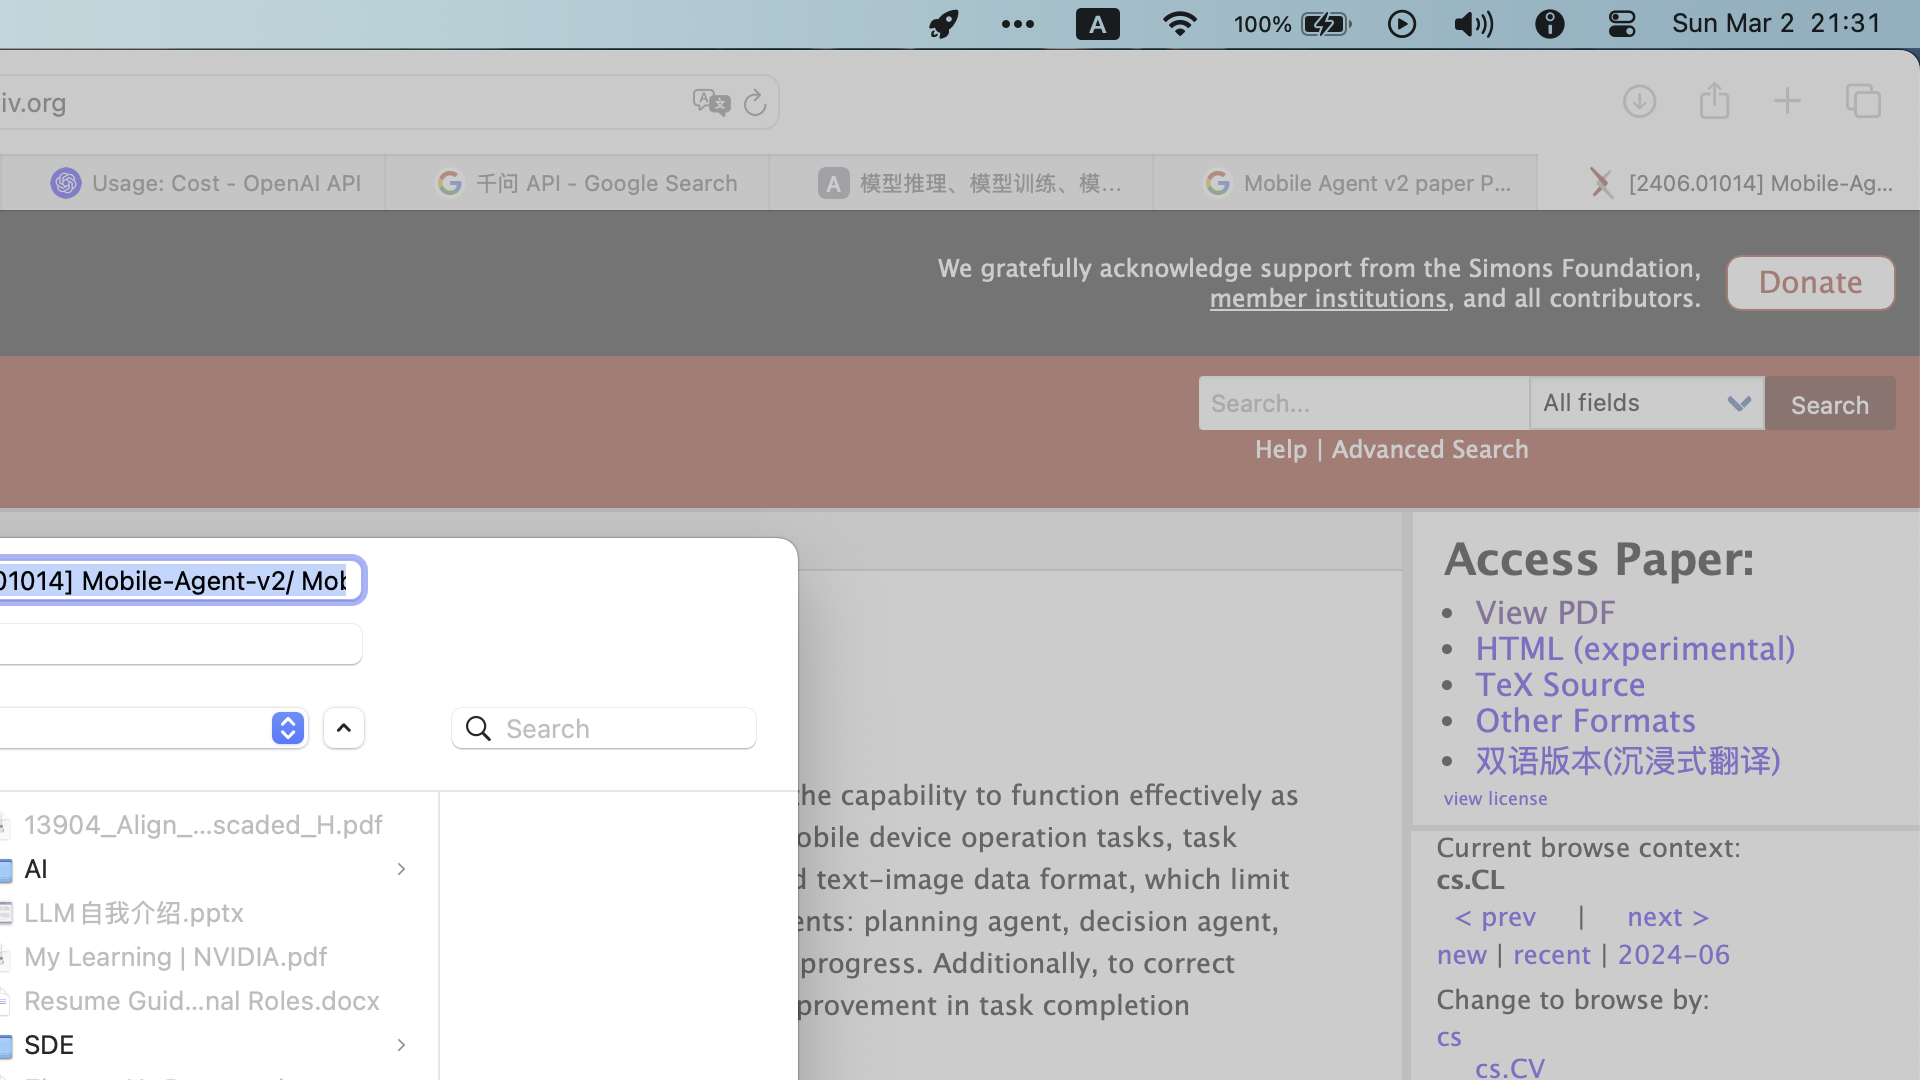 A
100%
Sun Mar 2 21:31
iv.org
Usage: Cost - OpenAI API
千问 API - Google Search
A 模型推理、模型训练、模...
Mobile Agent v2 paper P...
[2406.01014] Mobile-Ag...
We gratefully acknowledge support from the Simons Foundation,
member institutions, and all contributors.
Donate
Search...
All fields
Search
Help | Advanced Search
01014] Mobile-Agent-v2/ Mob
Search
13904_Align_...scaded_H.pdf
AI
LLM自我介绍.pptx
My Learning | NVIDIA.pdf
Resume Guid...nal Roles.docx
SDE
he capability to function effectively as
obile device operation tasks, task
d text-image data format, which limit
ents: planning agent, decision agent,
progress. Additionally, to correct
provement in task completion
Access Paper:
View PDF
HTML (experimental)
TeX Source
Other Formats
双语版本(沉浸式翻译)
view license
Current browse context:
cs.CL
< prev | next >
new | recent | 2024-06
Change to browse by:
cs
cs.CV